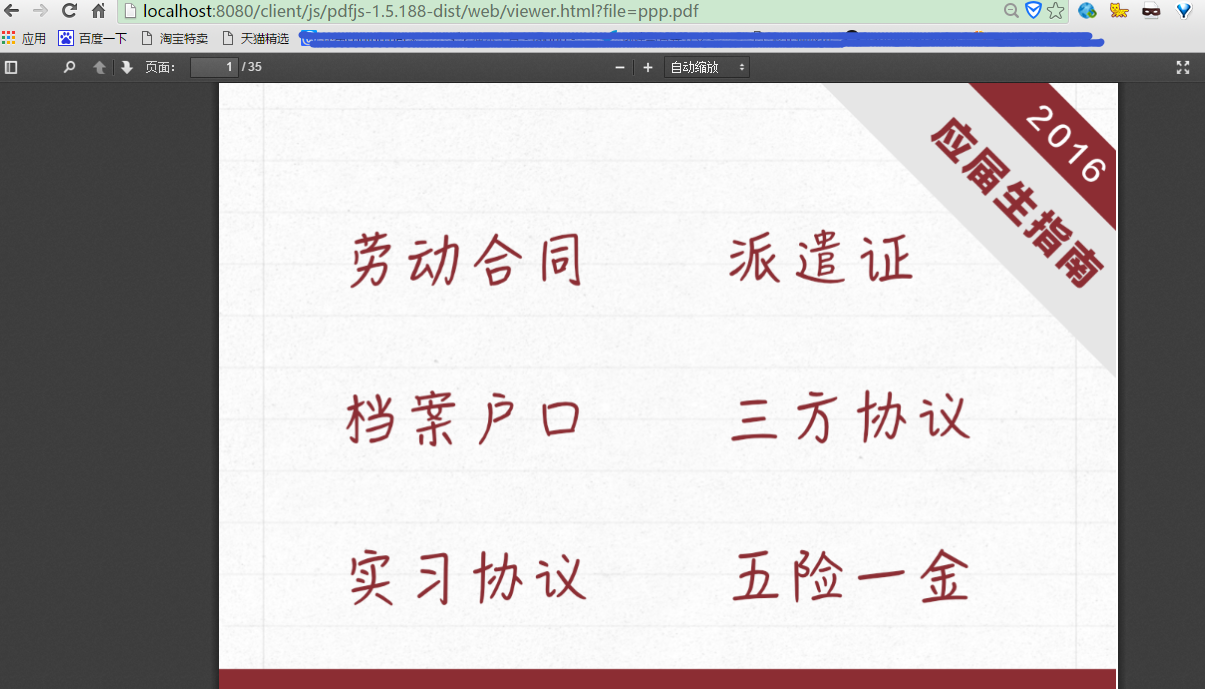 localhost:8080/client/js/pdfjs-1.5.188-dist/web/viewer.html?file=ppp.pdf
应用 百度一下 淘宝特卖 天猫精选
页面: 1 / 35 自动缩放
2016
应届生指南
劳动合同 派遣证
档案户口 三方协议
实习协议 五险一金